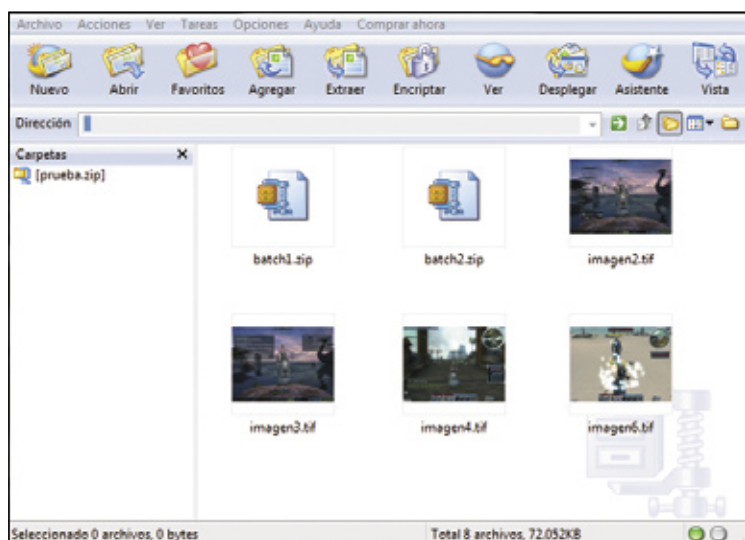 Archivo Acciones Ver Tareas Opciones Ayuda Comprar ahora
Nuevo Abrir Favoritos Agregar Extraer Encriptar Ver Desplegar Asistente Vista
Dirección
Carpetas
[prueba.zip]
batch1.zip batch2.zip imagen2.tif
imagen3.tif imagen4.tif imagen6.tif
Seleccionado 0 archivos, 0 bytes Total 8 archivos, 72.052KB